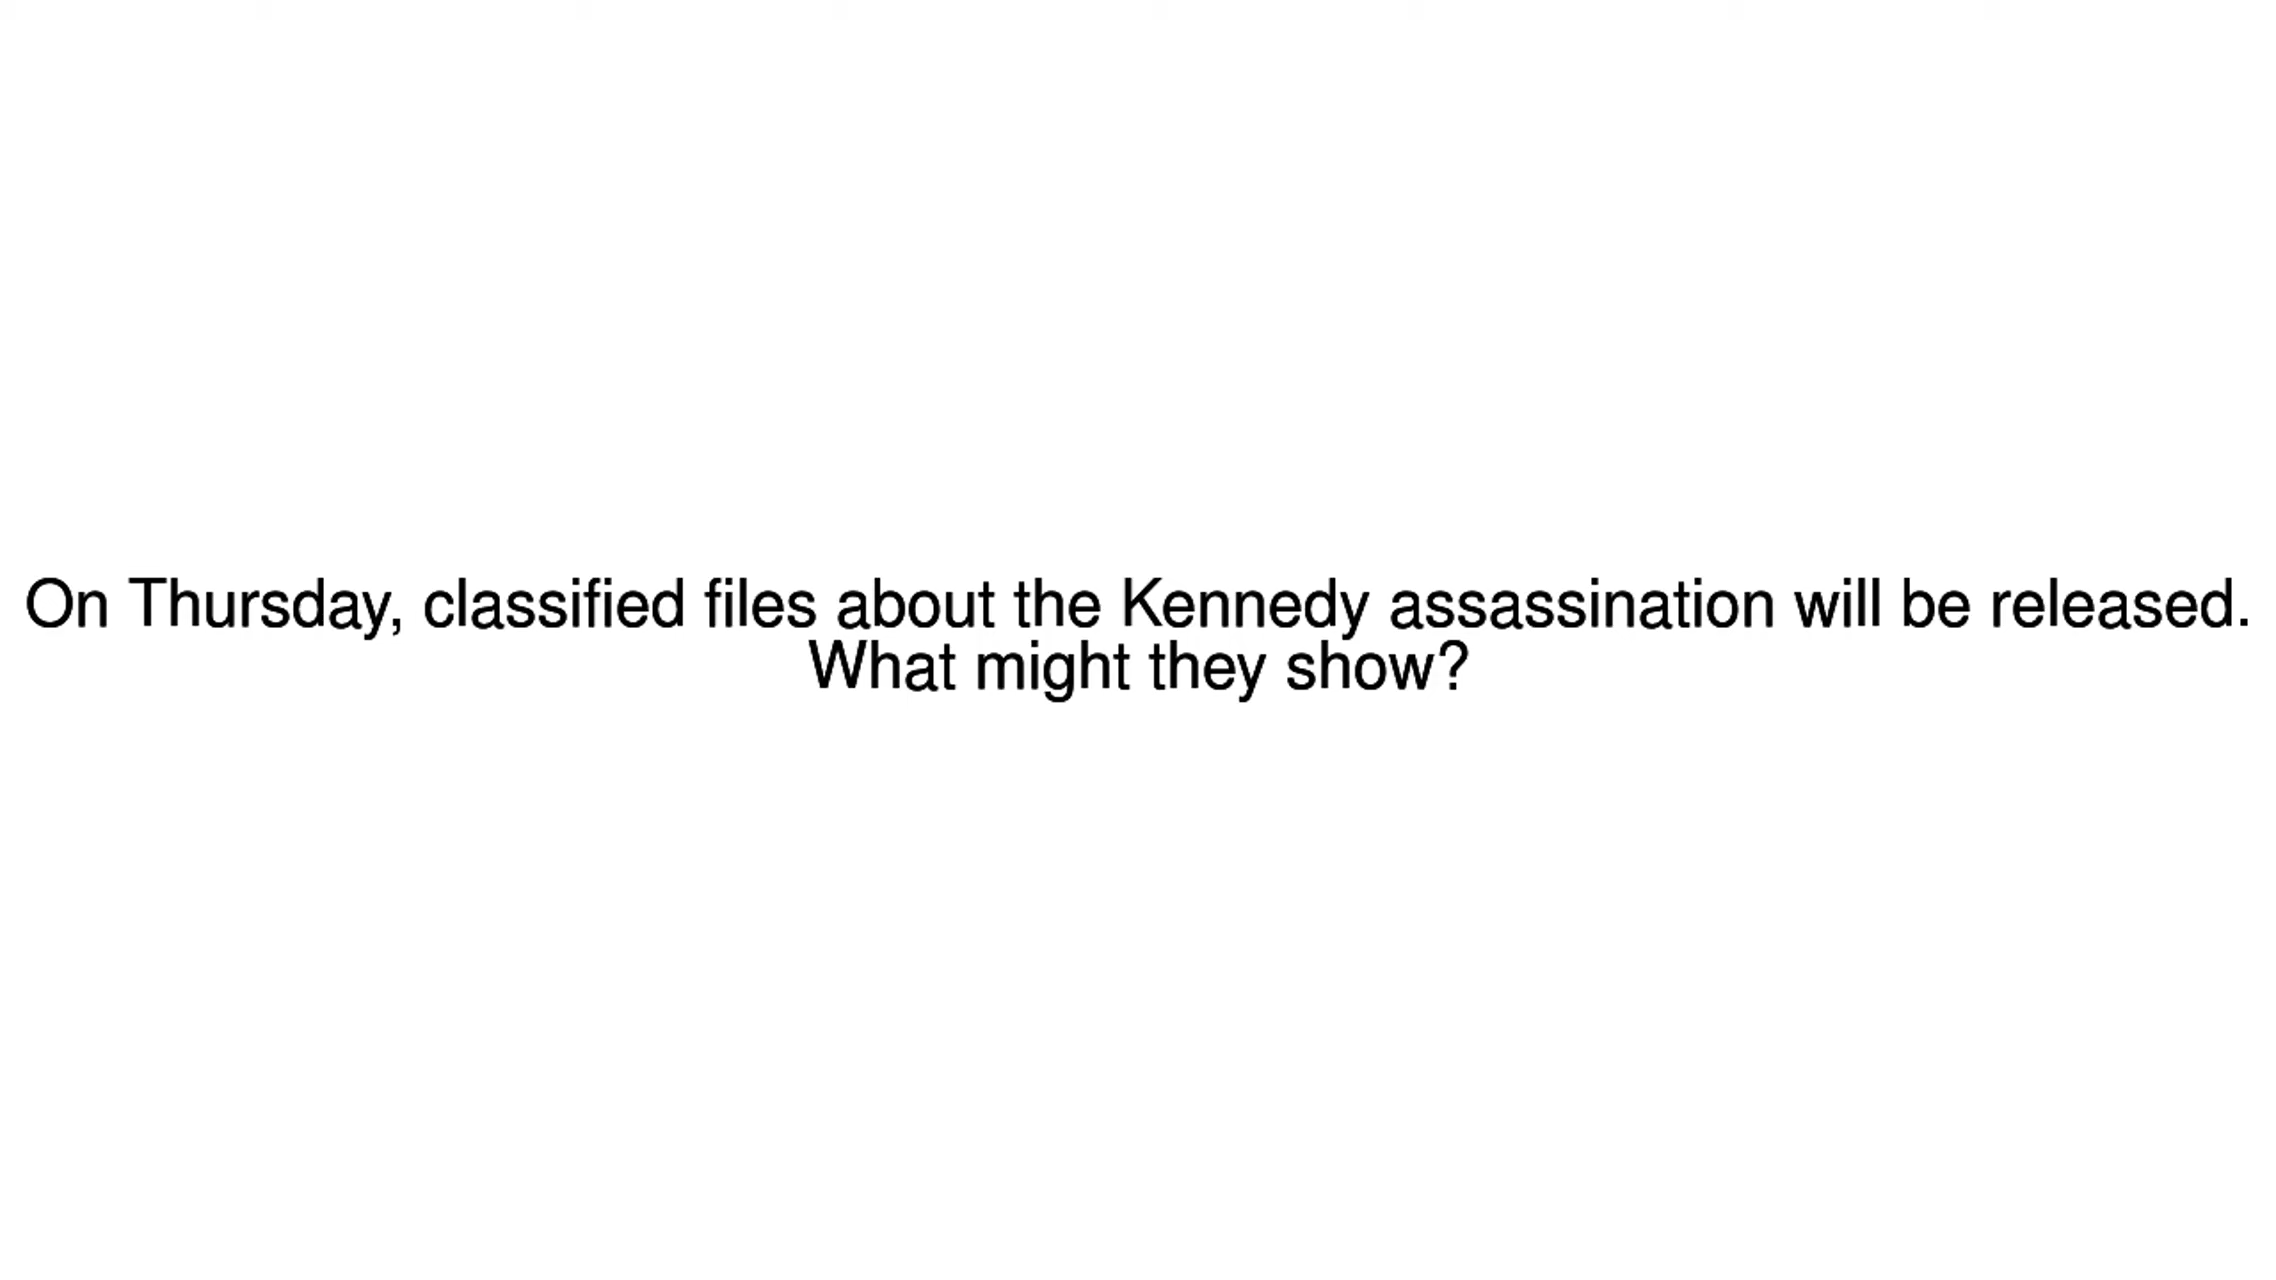 On Thursday, classified files about the Kennedy assassination will be released.
What might they show?